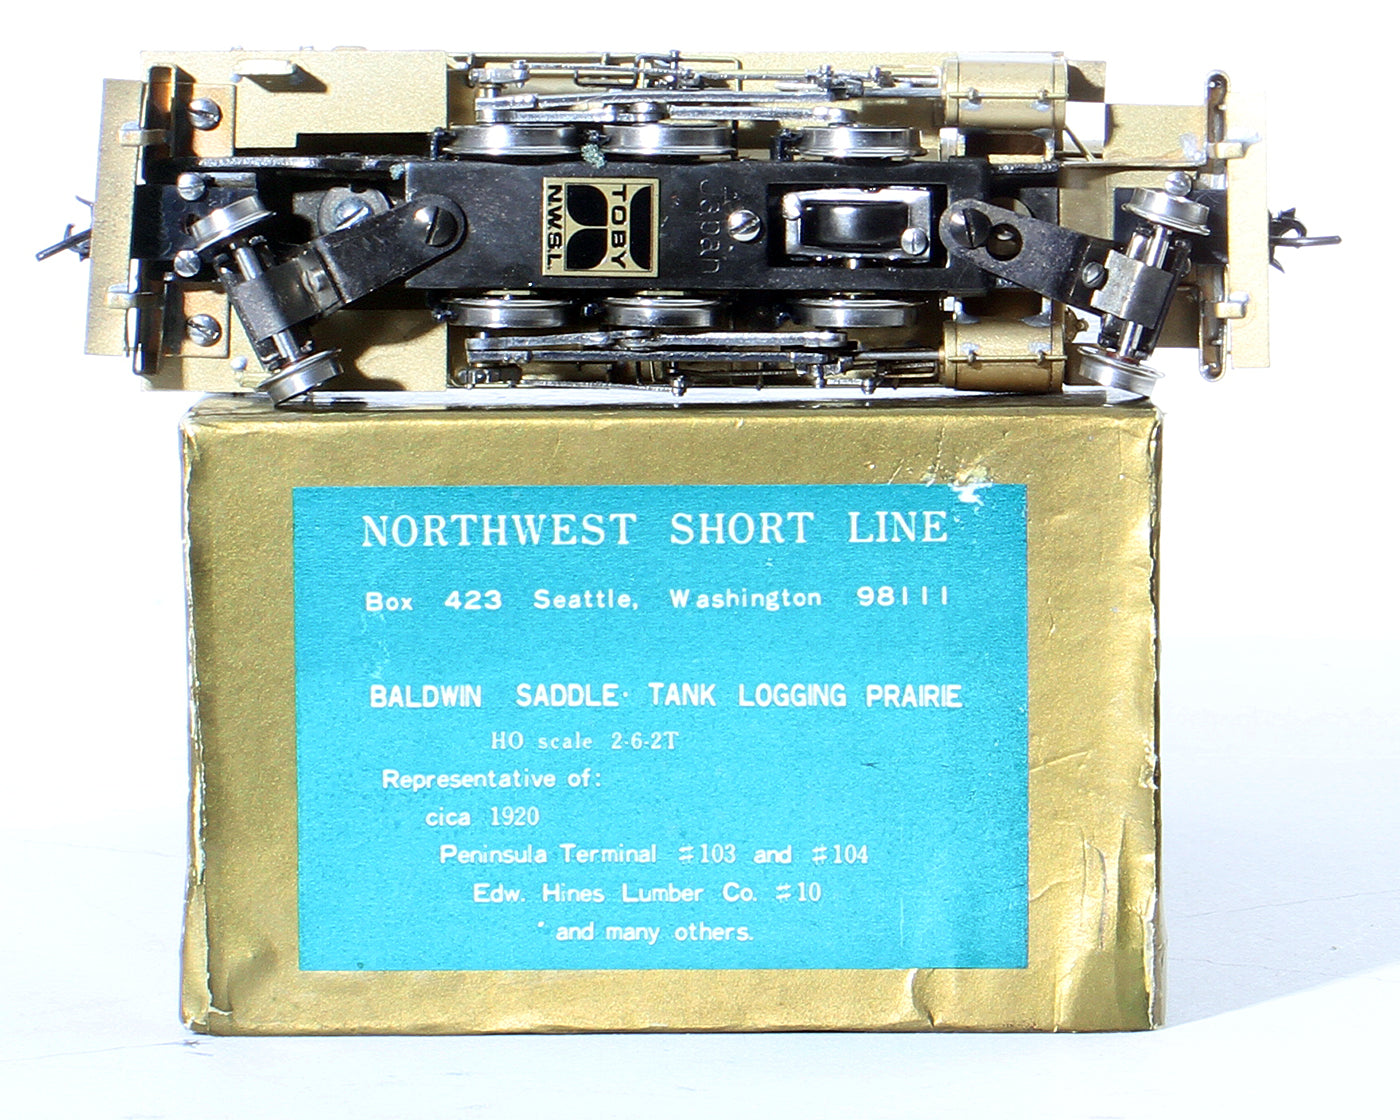 TOBY
N.W.S.L.
Japan
NORTHWEST SHORT LINE
Box 423 Seattle, Washington 98111
BALDWIN SADDLE· TANK LOGGING PRAIRIE
HO scale 2-6-2T
Representative of:
cica 1920
Peninsula Terminal #103 and #104
Edw. Hines Lumber Co. #10
and many others.